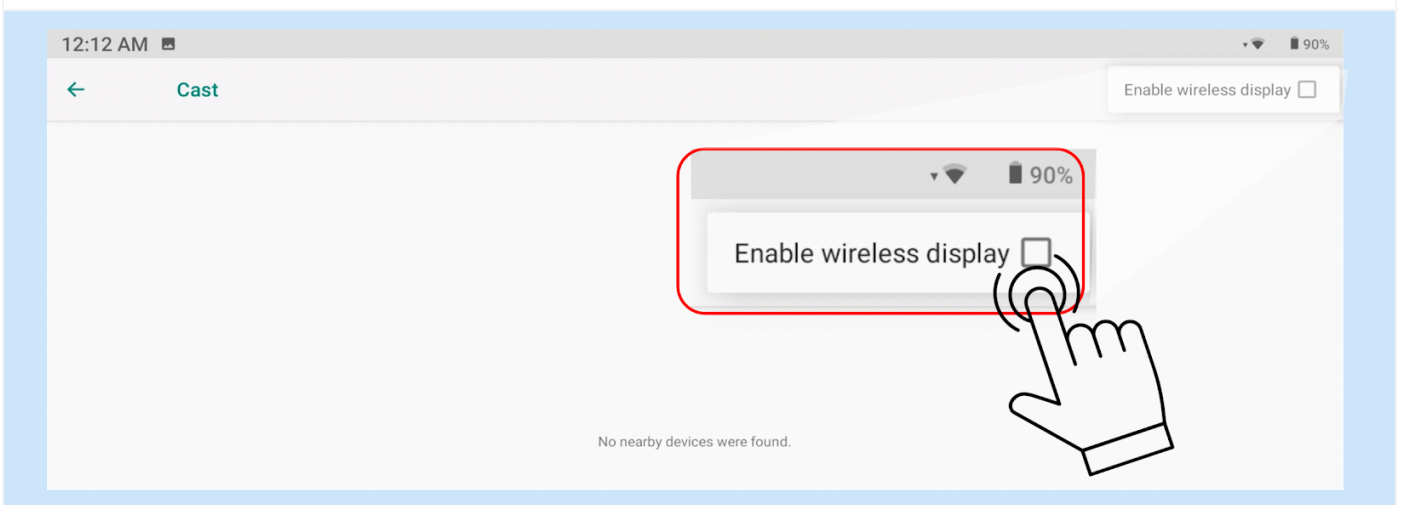 12:12 AM 90%
Cast Enable wireless display
90%
Enable wireless display
No nearby devices were found.